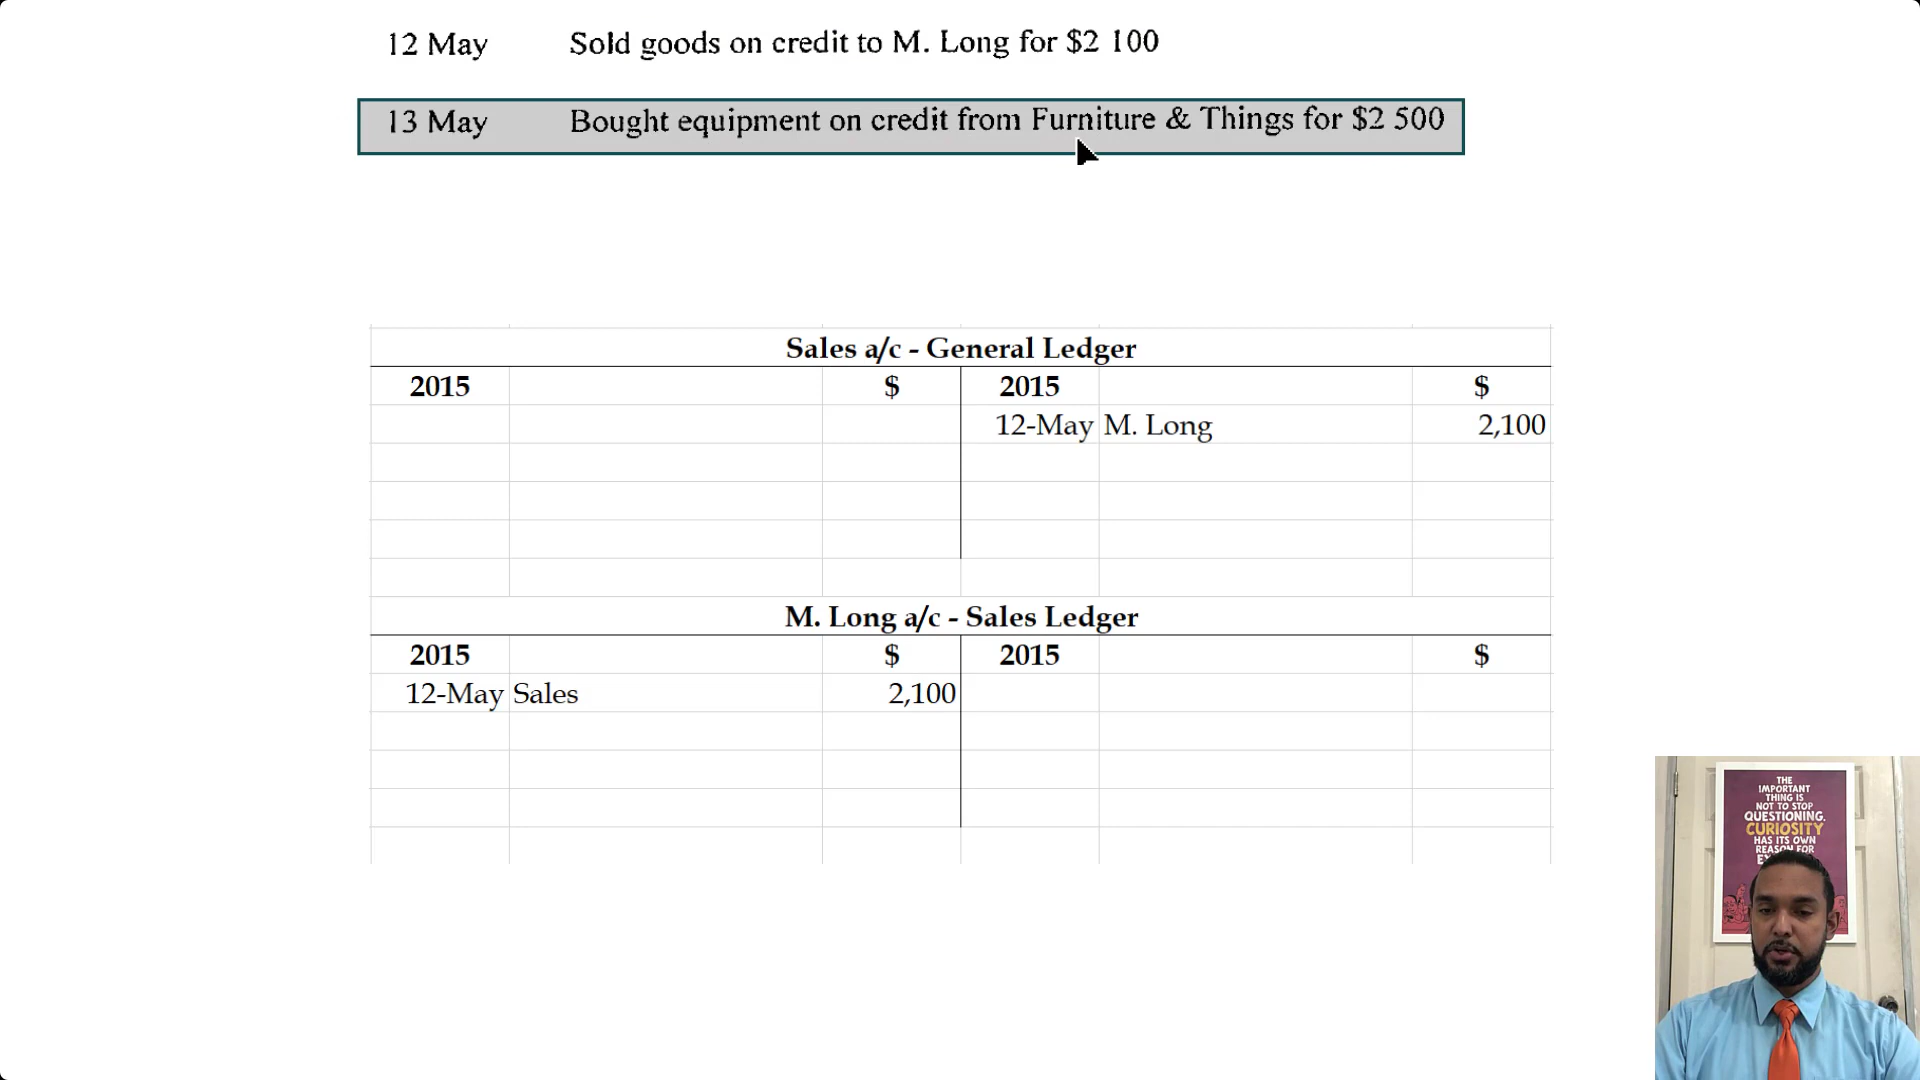 12 May Sold goods on credit to M. Long for $2 100
13 May Bought equipment on credit from Furniture & Things for $2 500
Sales a/c - General Ledger
2015 $ 2015 $
12-May M. Long 2,100
M. Long a/c - Sales Ledger
2015 $ 2015 $
12-May Sales 2,100
THE
IMPORTANT
THING IS
NOT TO STOP
QUESTIONING.
CURIOSITY
HAS ITS OWN
REASON FOR